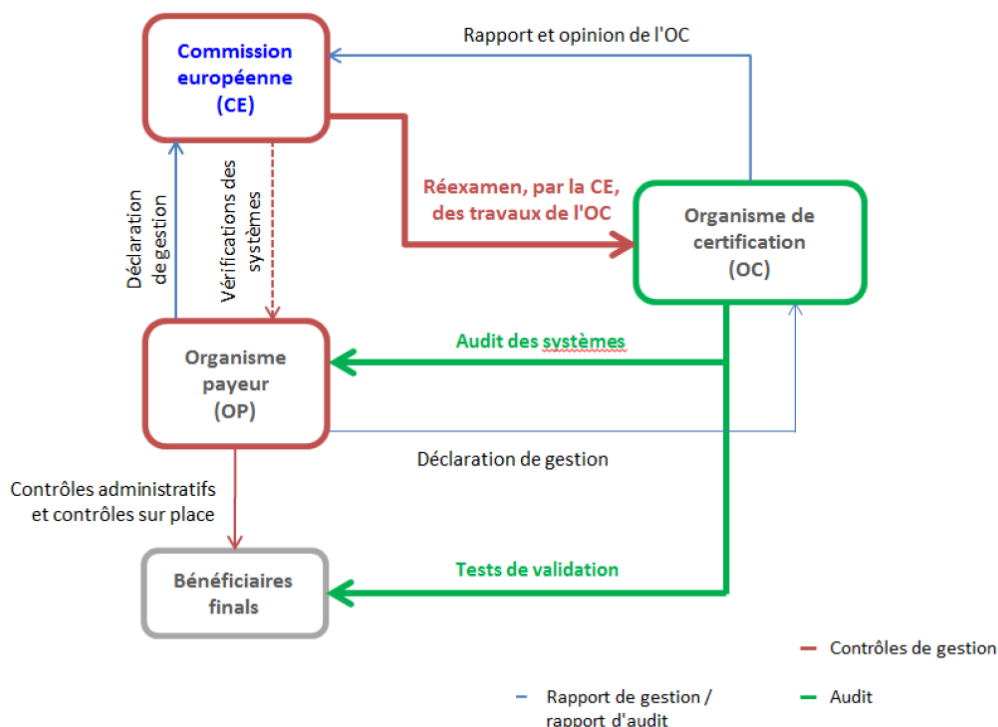 Rapport et opinion de l'OC
Commission
européenne
(CE)
Déclaration
de gestion
Vérifications des
systèmes
Réexamen, par la CE,
des travaux de l'OC
Organisme de
certification
(OC)
Audit des systèmes
Organisme
payeur
(OP)
Déclaration de gestion
Contrôles administratifs
et contrôles sur place
Tests de validation
Bénéficiaires
finals
Contrôles de gestion
Rapport de gestion /
rapport d'audit
Audit